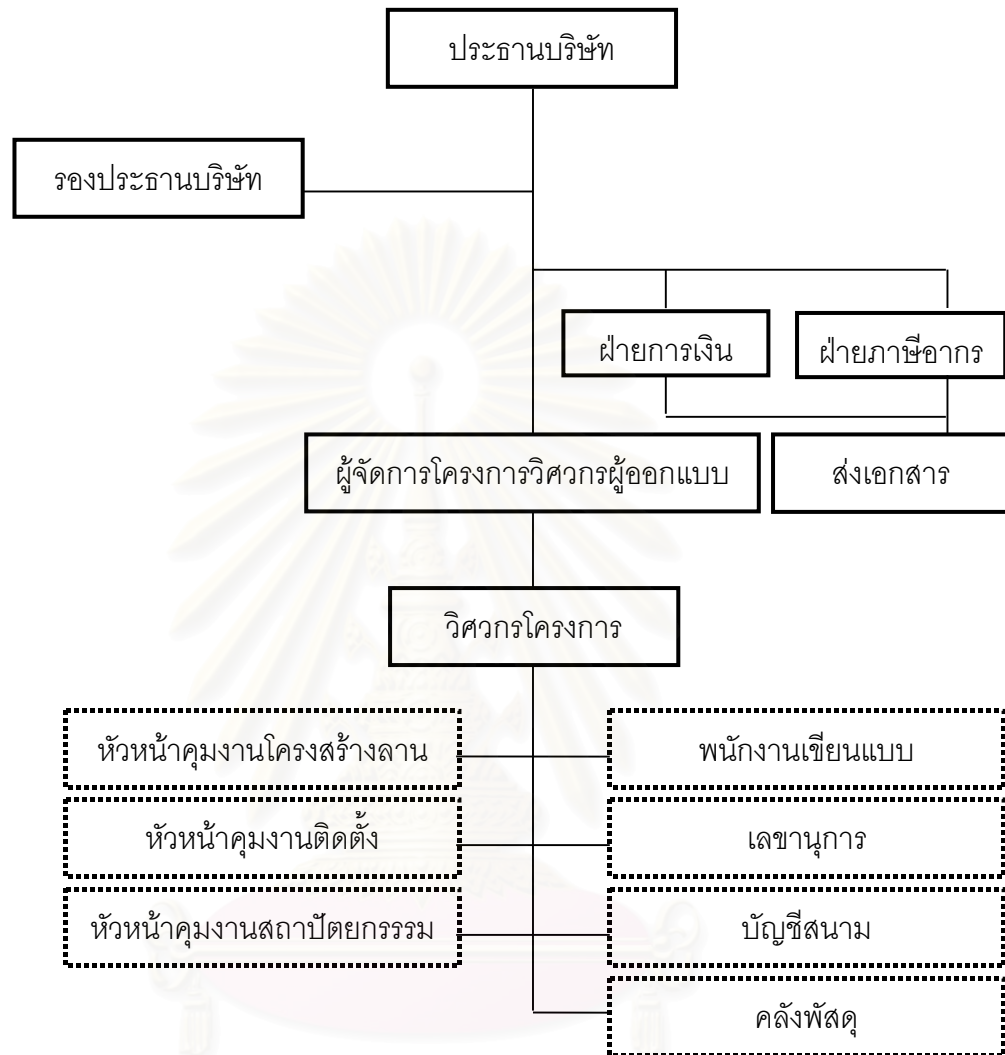 ประธานบริษัท
รองประธานบริษัท
ฝ่ายการเงิน
ฝ่ายภาษีอากร
ผู้จัดการโครงการวิศวกรผู้ออกแบบ
ส่งเอกสาร
วิศวกรโครงการ
หัวหน้าคุมงานโครงสร้างลาน
พนักงานเขียนแบบ
หัวหน้าคุมงานติดตั้ง
เลขานุการ
หัวหน้าคุมงานสถาปัตยกรรรม
บัญชีสนาม
คลังพัสดุ